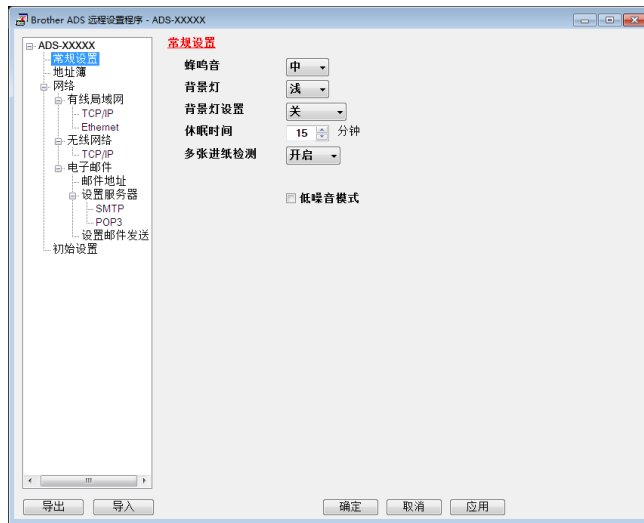 Brother ADS 远程设置程序 - ADS-XXXXX
ADS-XXXXX
常规设置
地址簿
网络
有线局域网
TCP/IP
Ethernet
无线网络
TCP/IP
电子邮件
邮件地址
设置服务器
SMTP
POP3
设置邮件发送
初始设置
常规设置
蜂鸣音 中
背景灯 浅
背景灯设置 关
休眠时间 15 分钟
多张进纸检测 开启
低噪音模式
导出 导入 确定 取消 应用